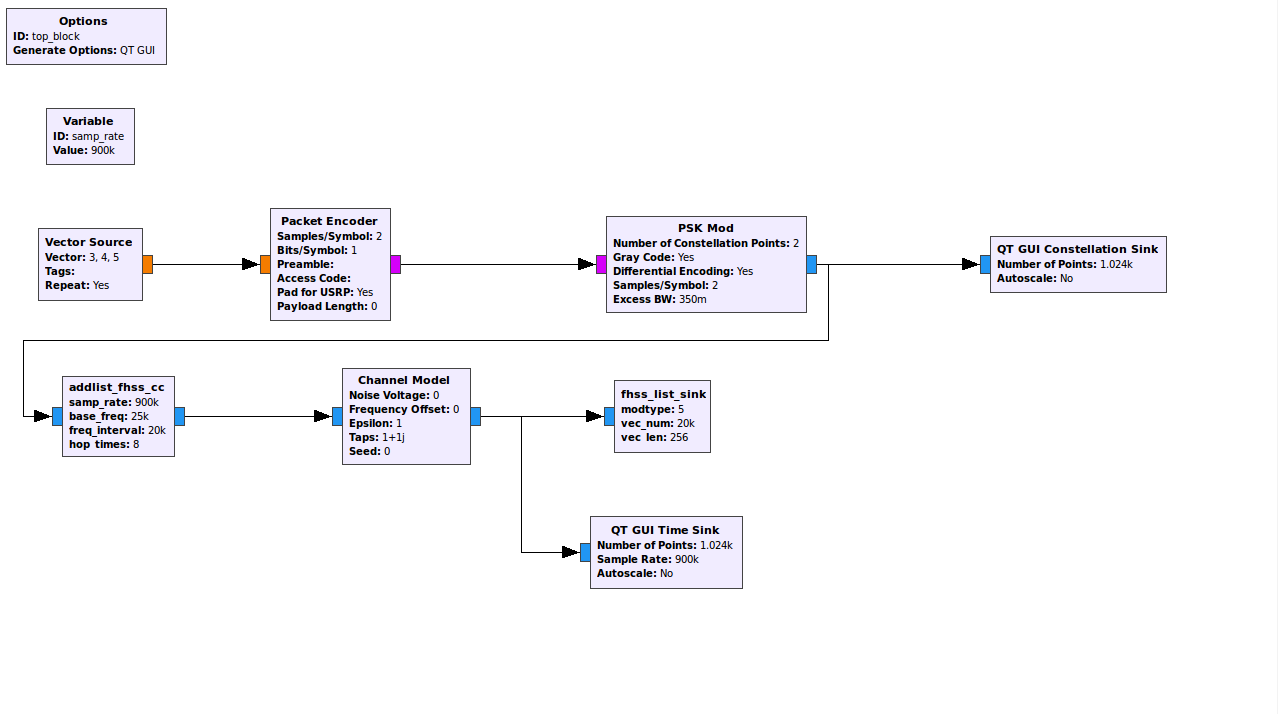 Options
ID: top_block
Generate Options: QT GUI
Variable
ID: samp_rate
Value: 900k
Vector Source
Vector: 3, 4, 5
Tags:
Repeat: Yes
Packet Encoder
Samples/Symbol: 2
Bits/Symbol: 1
Preamble:
Access Code:
Pad for USRP: Yes
Payload Length: 0
PSK Mod
Number of Constellation Points: 2
Gray Code: Yes
Differential Encoding: Yes
Samples/Symbol: 2
Excess BW: 350m
QT GUI Constellation Sink
Number of Points: 1.024k
Autoscale: No
addlist_fhss_cc
samp_rate: 900k
base_freq: 25k
freq_interval: 20k
hop_times: 8
Channel Model
Noise Voltage: 0
Frequency Offset: 0
Epsilon: 1
Taps: 1+1j
Seed: 0
fhss_list_sink
modtype: 5
vec_num: 20k
vec_len: 256
QT GUI Time Sink
Number of Points: 1.024k
Sample Rate: 900k
Autoscale: No